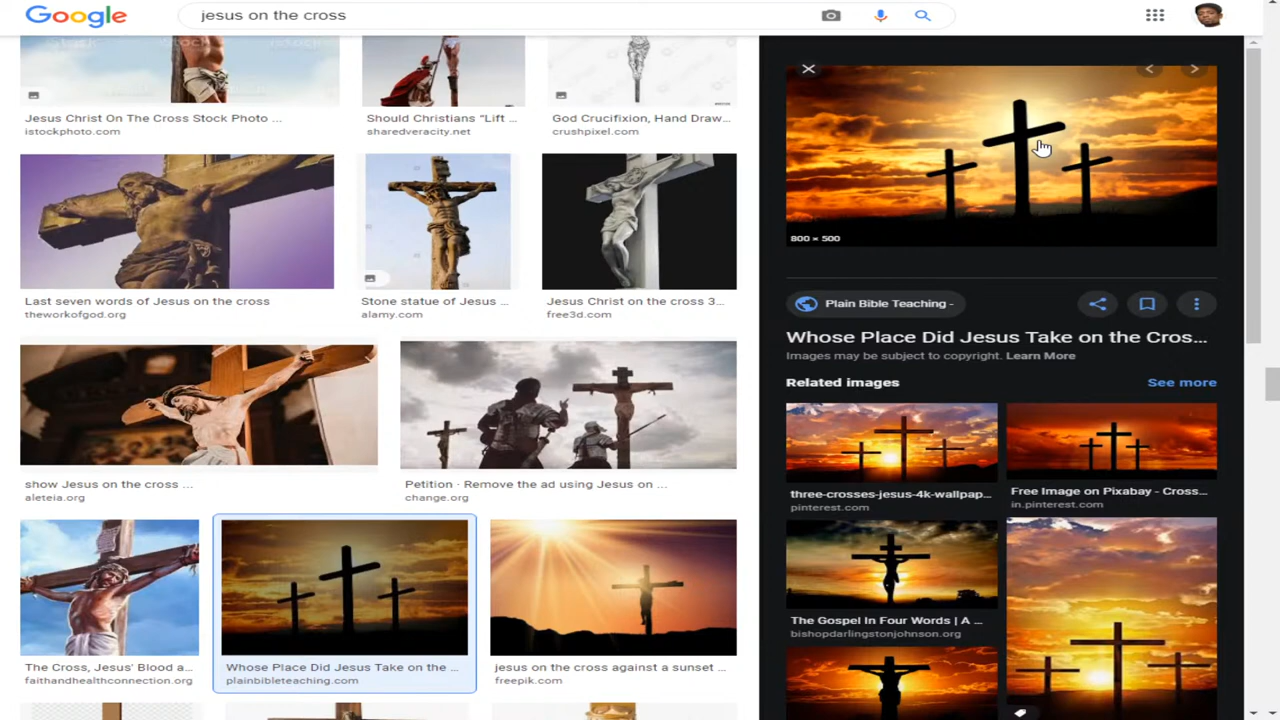 Google
jesus on the cross
iStock
Jesus Christ On The Cross Stock Photo ...
istockphoto.com
Should Christians "Lift ...
sharedveracity.net
God Crucifixion, Hand Draw...
crushpixel.com
Last seven words of Jesus on the cross
theworkofgod.org
Stone statue of Jesus ...
alamy.com
Jesus Christ on the cross 3...
free3d.com
show Jesus on the cross ...
aleteia.org
Petition · Remove the ad using Jesus on ...
change.org
The Cross, Jesus' Blood a...
faithandhealthconnection.org
Whose Place Did Jesus Take on the ...
plainbibleteaching.com
jesus on the cross against a sunset ...
freepik.com
800 × 500
Plain Bible Teaching -
Whose Place Did Jesus Take on the Cros...
Images may be subject to copyright. Learn More
Related images
See more
three-crosses-jesus-4k-wallpap...
pinterest.com
Free Image on Pixabay - Cross...
in.pinterest.com
The Gospel In Four Words | A ...
bishopdarlingstonjohnson.org